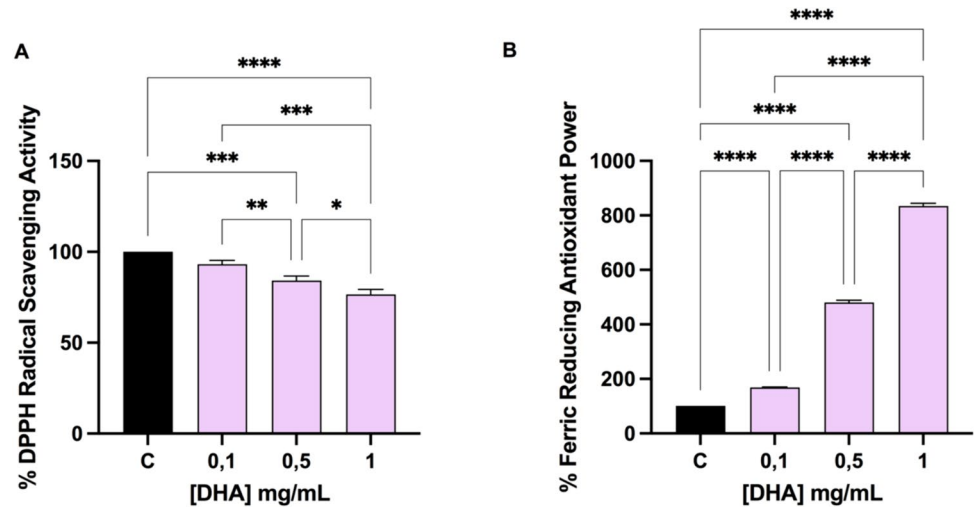 A
****
***
***
** *
% DPPH Radical Scavenging Activity
150
100
50
0
C 0,1 0,5 1
[DHA] mg/mL
B
****
****
****
**** **** ****
% Ferric Reducing Antioxidant Power
1000
800
600
400
200
0
C 0,1 0,5 1
[DHA] mg/mL